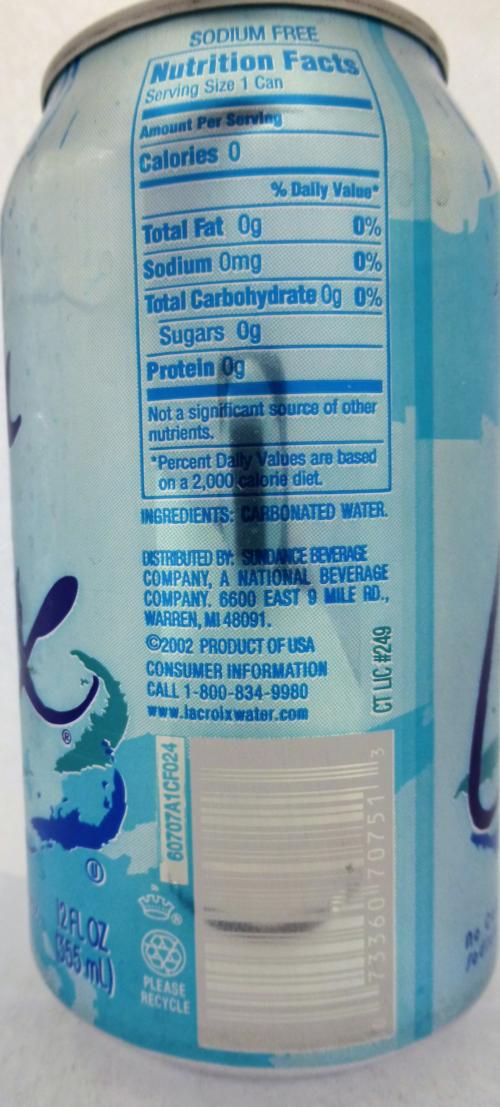 SODIUM FREE
Nutrition Facts
Serving Size 1 Can
Amount Per Serving
Calories 0
% Daily Value*
Total Fat 0g 0%
Sodium 0mg 0%
Total Carbohydrate 0g 0%
Sugars 0g
Protein 0g
Not a significant source of other
nutrients.
*Percent Daily Values are based
on a 2,000 calorie diet.
INGREDIENTS: CARBONATED WATER.
DISTRIBUTED BY: SUNDANCE BEVERAGE
COMPANY, A NATIONAL BEVERAGE
COMPANY. 6600 EAST 9 MILE RD.,
WARREN, MI 48091.
©2002 PRODUCT OF USA
CONSUMER INFORMATION
CALL 1-800-834-9980
www.lacroixwater.com
CT LIC #249
60707A1CF024
73360 70751 3
®
U
12 FL OZ
(355 mL)
®
PLEASE
RECYCLE